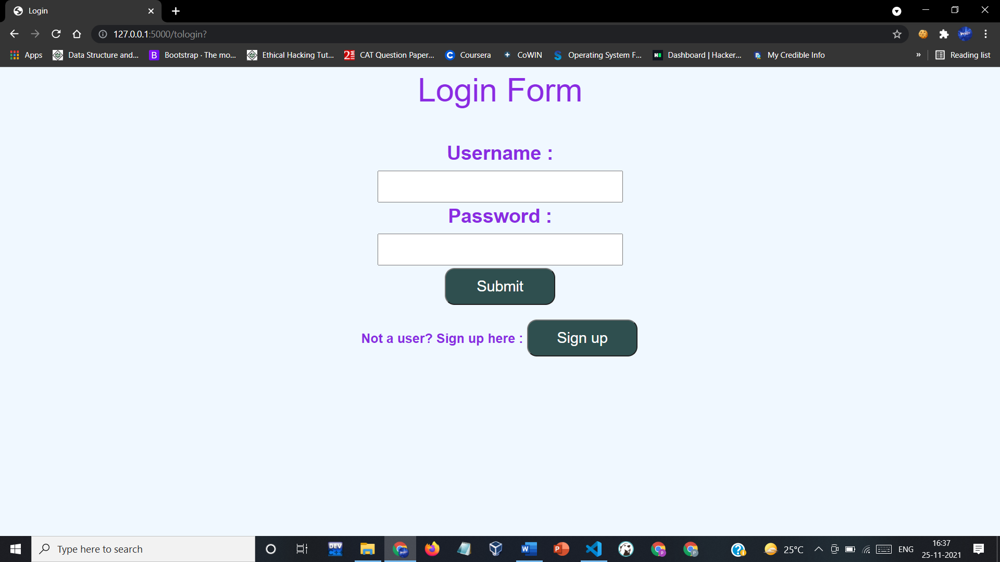 Login
127.0.0.1:5000/tologin?
Apps
Data Structure and...
B
Bootstrap · The mo...
Ethical Hacking Tut...
CAT Question Paper...
Coursera
CoWIN
Operating System F...
Dashboard | Hacker...
My Credible Info
»
Reading list
Login Form
Username :
Password :
Submit
Not a user? Sign up here :
Sign up
Type here to search
DEV
25°C
ENG
16:37
25-11-2021